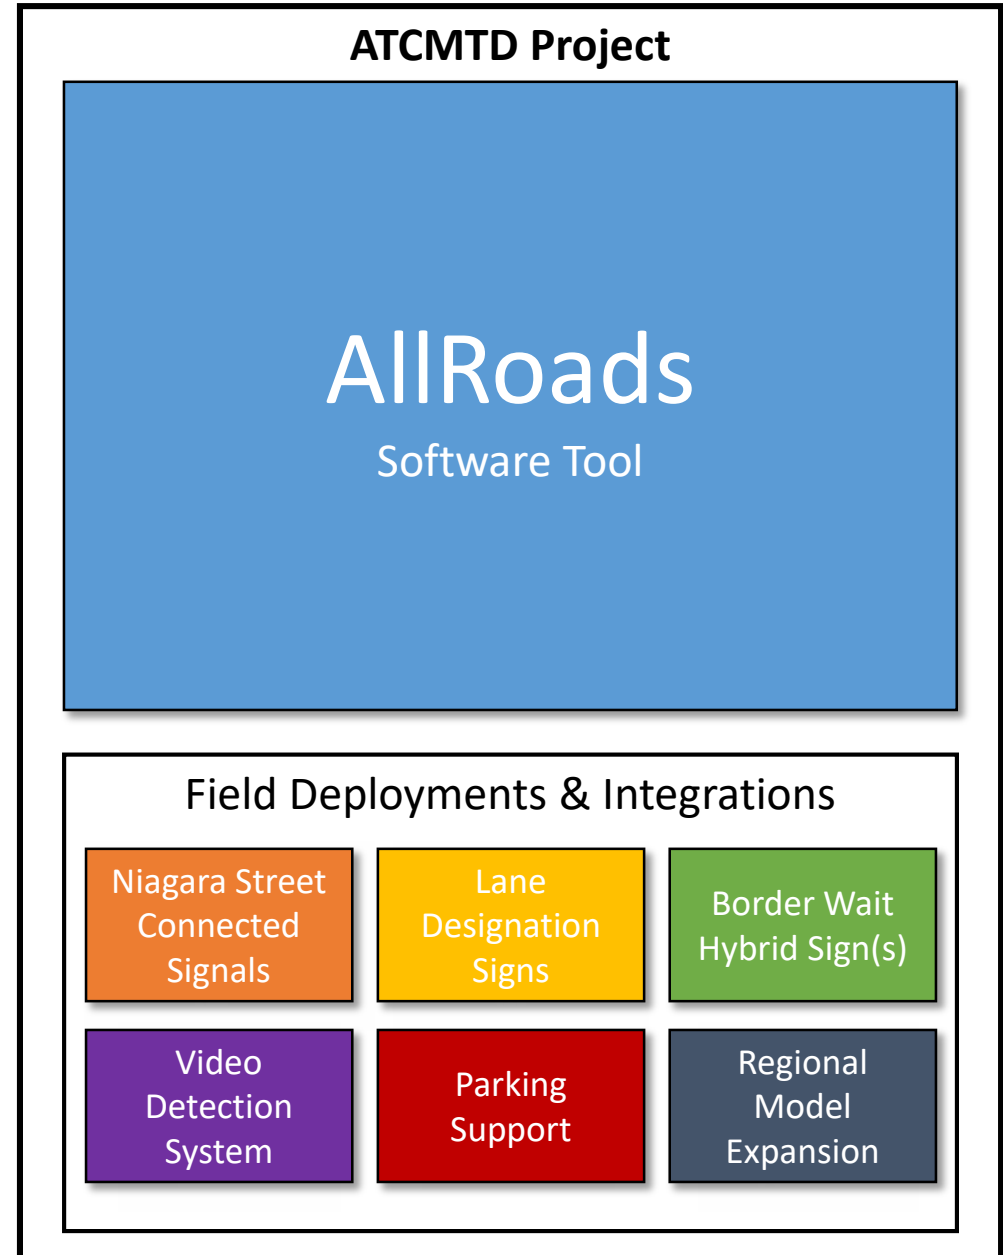 ATCMTD Project
AllRoads
Software Tool
Field Deployments & Integrations
Niagara Street
Connected
Signals
Lane
Designation
Signs
Border Wait
Hybrid Sign(s)
Video
Detection
System
Parking
Support
Regional
Model
Expansion